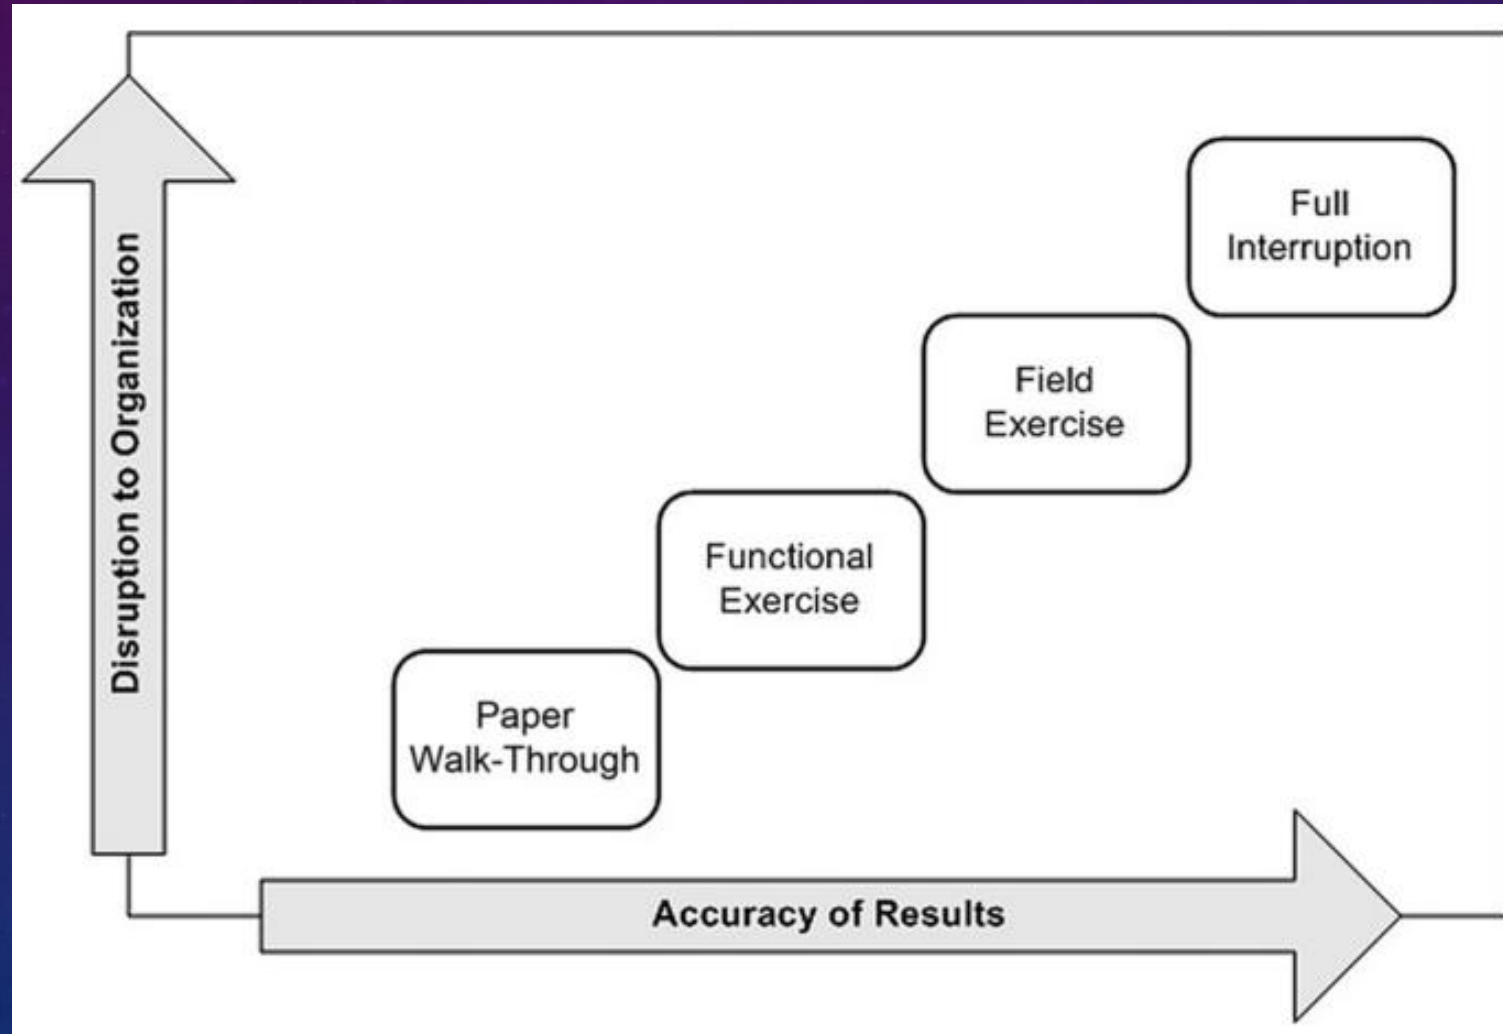 Disruption to Organization
Full
Interruption
Field
Exercise
Functional
Exercise
Paper
Walk-Through
Accuracy of Results